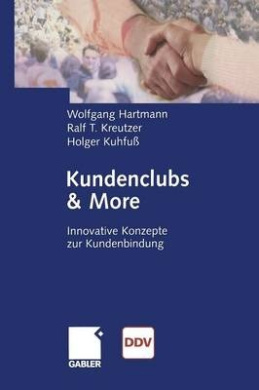 Wolfgang Hartmann
Ralf T. Kreutzer
Holger Kuhfuß
Kundenclubs
& More
Innovative Konzepte
zur Kundenbindung
GABLER
DDV